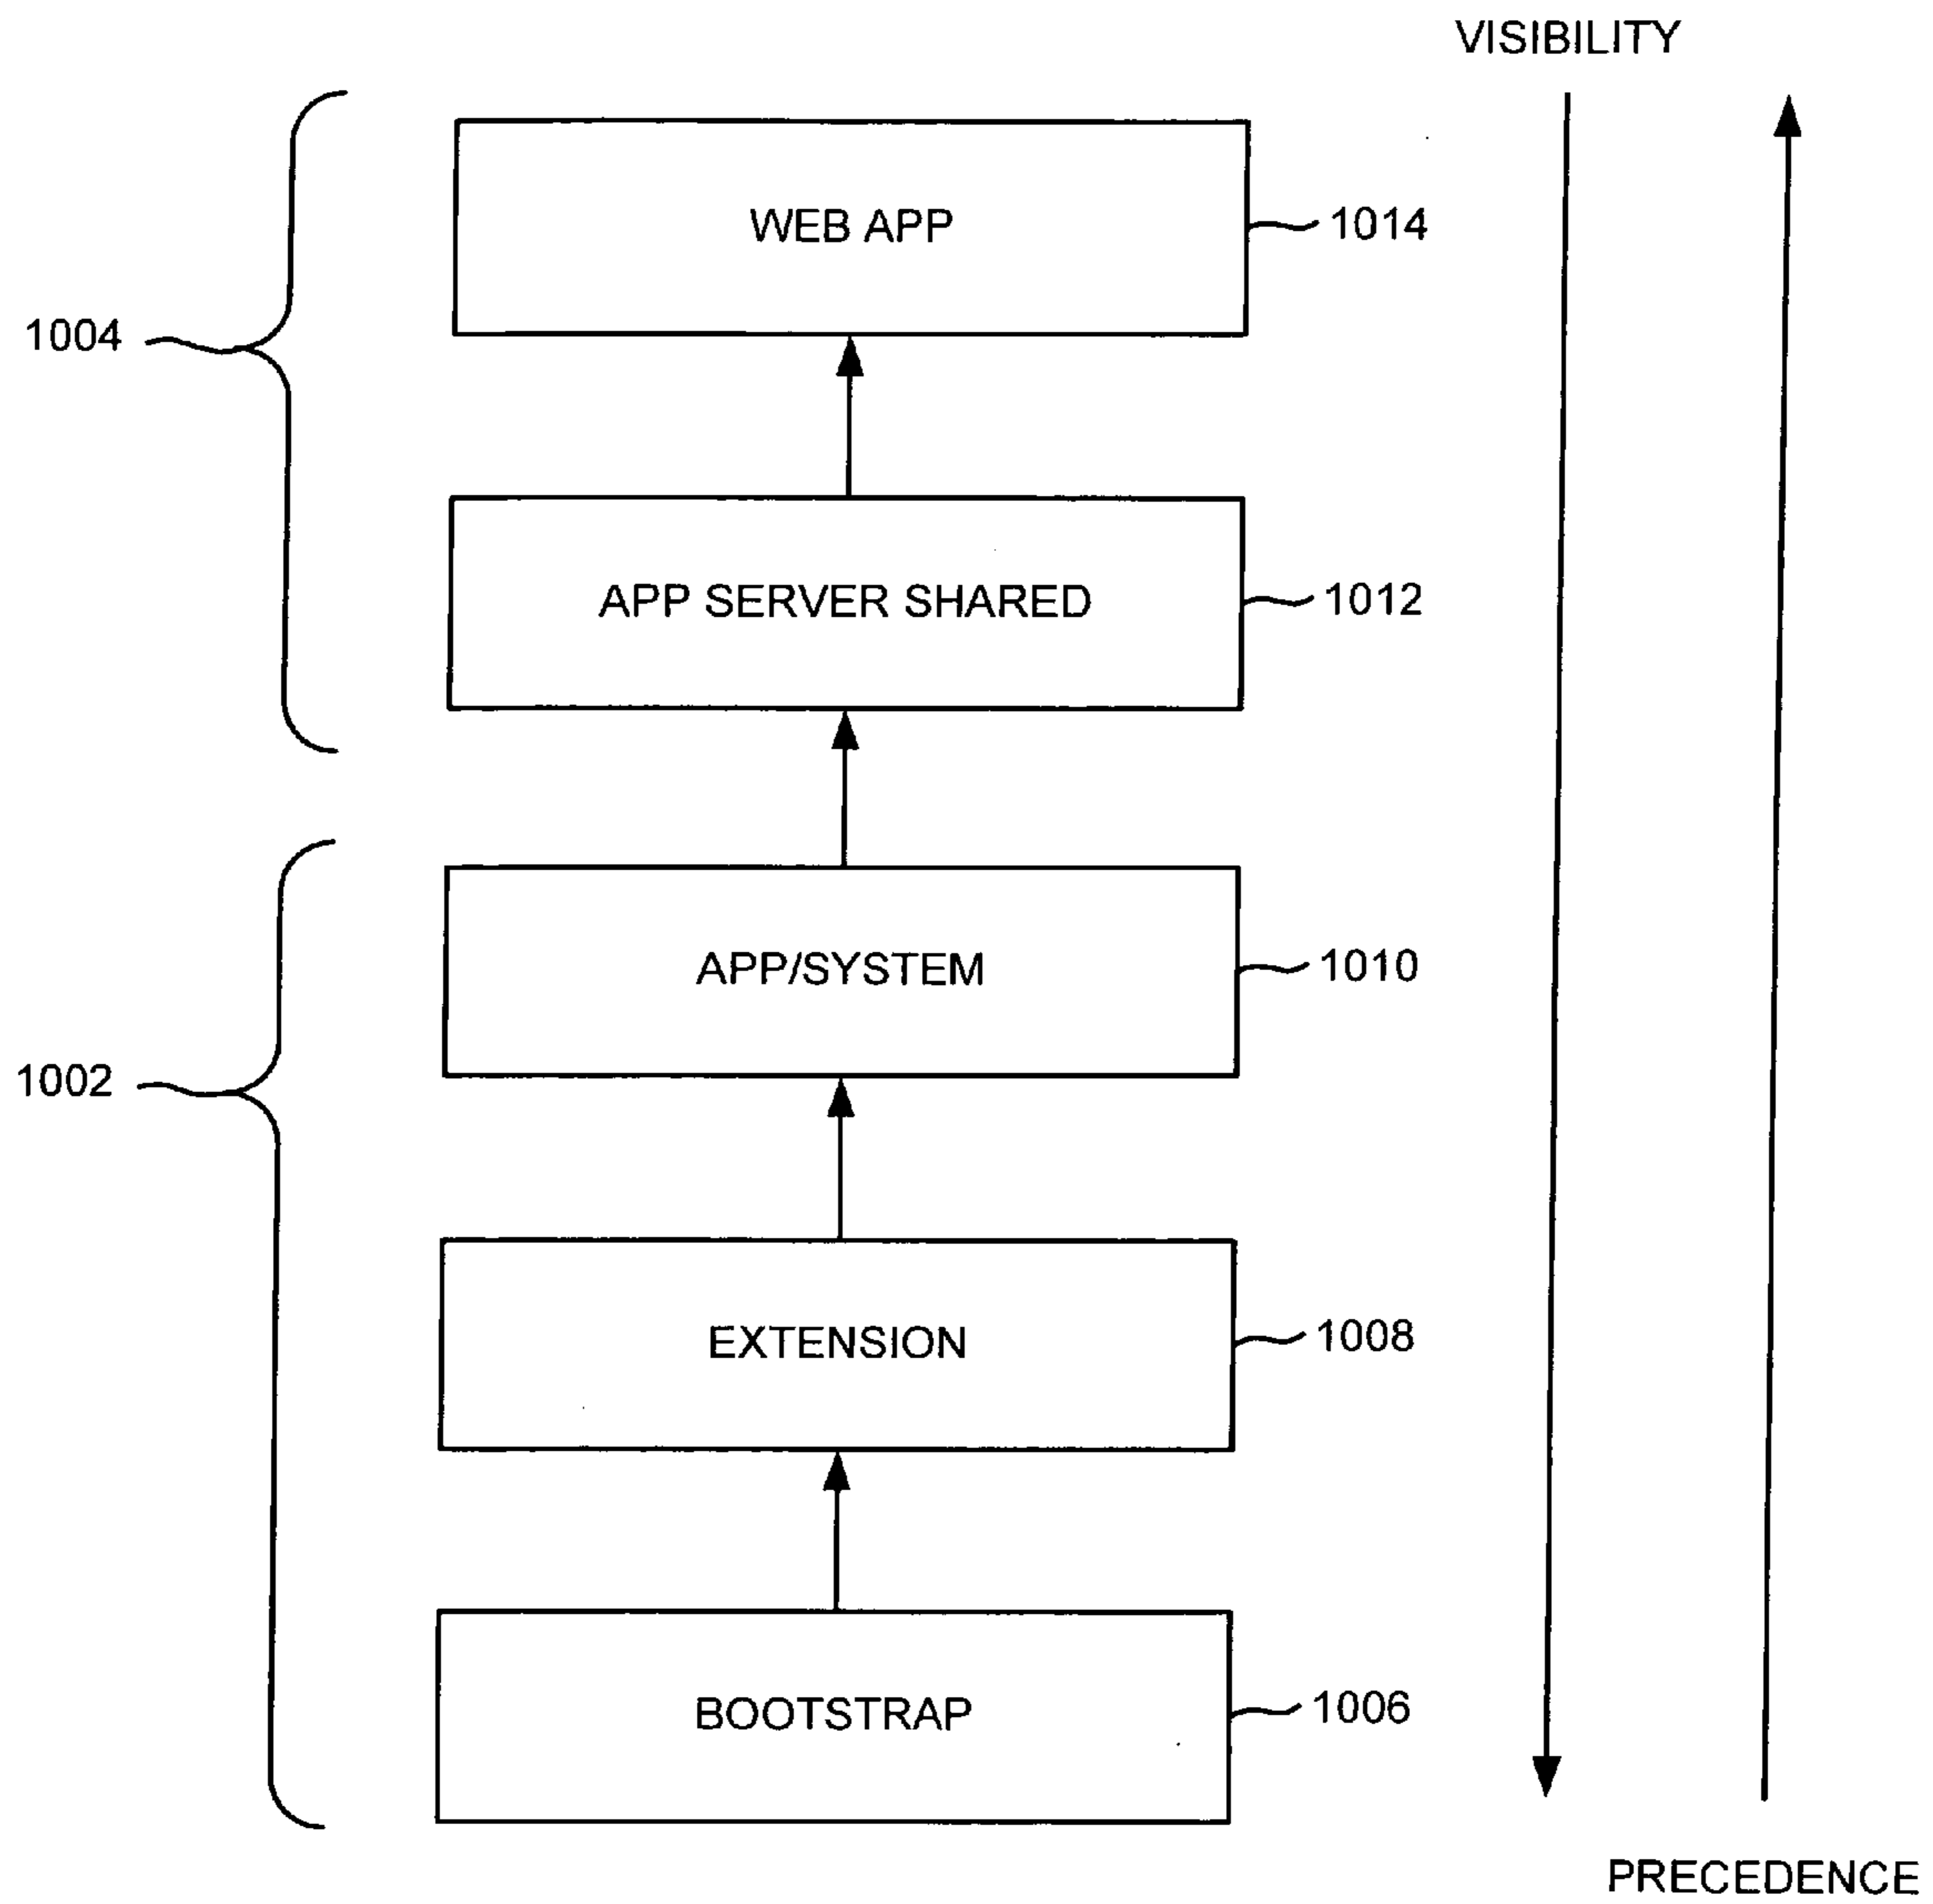 VISIBILITY
WEB APP
1014
1004
APP SERVER SHARED
1012
APP/SYSTEM
1010
1002
EXTENSION
1008
BOOTSTRAP
1006
PRECEDENCE